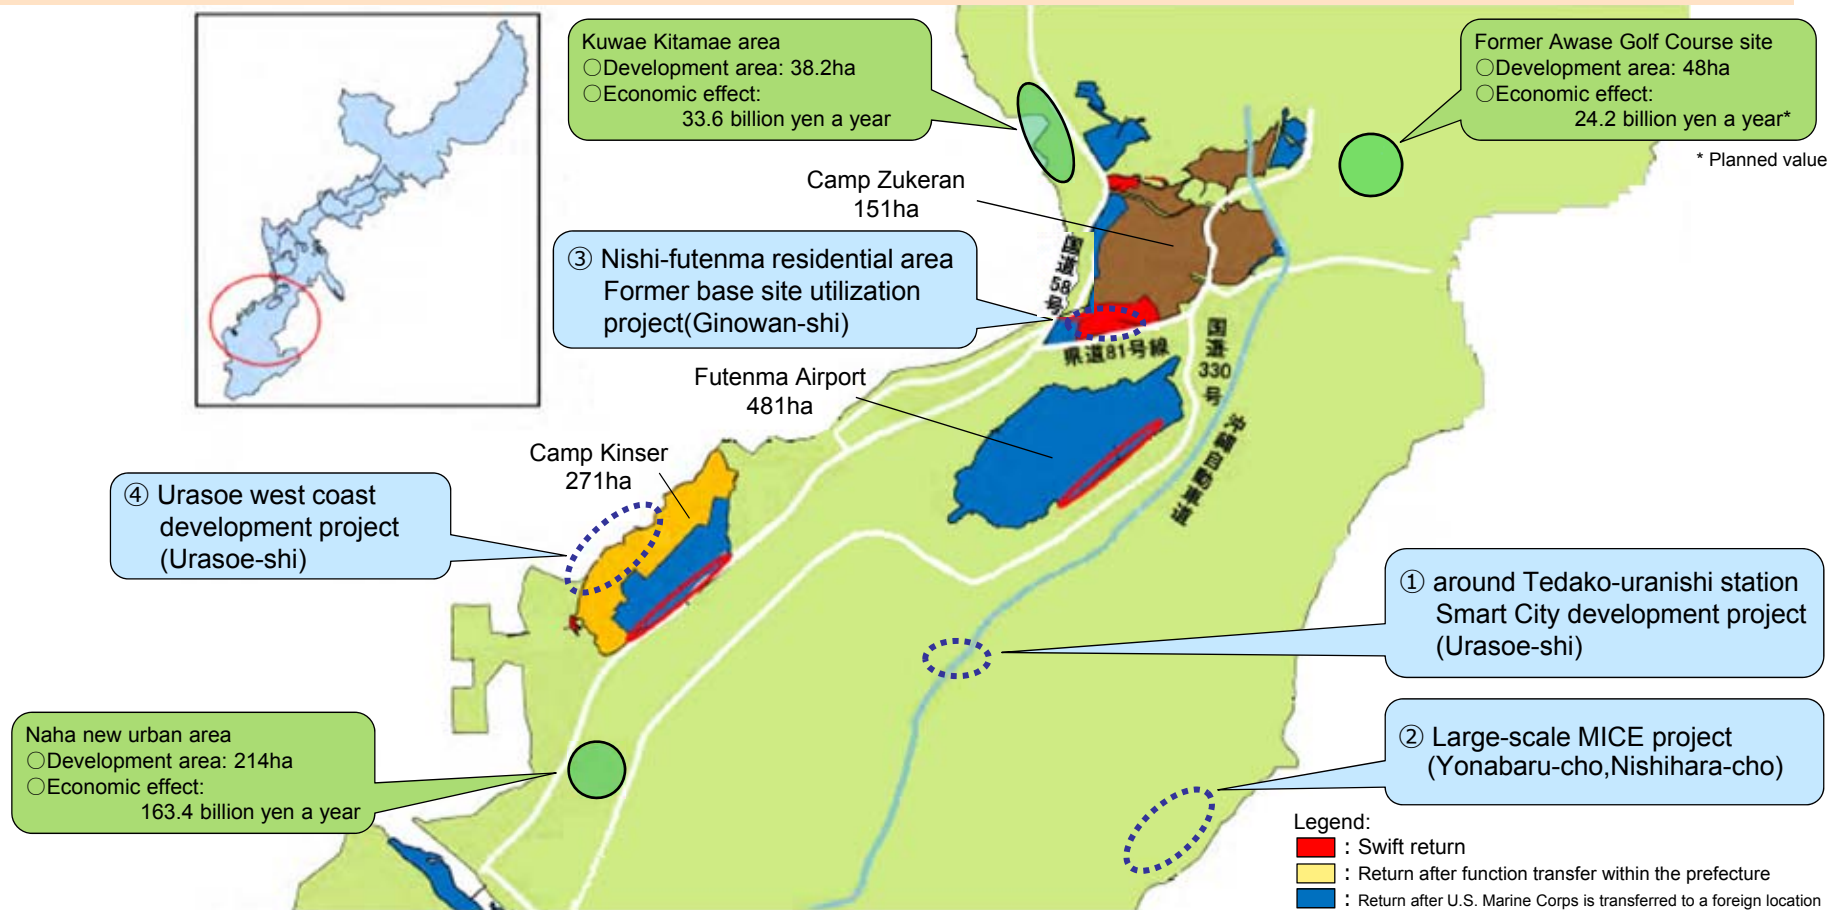 Kuwae Kitamae area
○Development area: 38.2ha
○Economic effect:
33.6 billion yen a year
Former Awase Golf Course site
○Development area: 48ha
○Economic effect:
24.2 billion yen a year*
* Planned value
Camp Zukeran
151ha
③ Nishi-futenma residential area
Former base site utilization
project(Ginowan-shi)
国道58号
県道81号線
国道330号
沖縄自動車道
Futenma Airport
481ha
Camp Kinser
271ha
④ Urasoe west coast
development project
(Urasoe-shi)
① around Tedako-uranishi station
Smart City development project
(Urasoe-shi)
② Large-scale MICE project
(Yonabaru-cho,Nishihara-cho)
Naha new urban area
○Development area: 214ha
○Economic effect:
163.4 billion yen a year
Legend:
: Swift return
: Return after function transfer within the prefecture
: Return after U.S. Marine Corps is transferred to a foreign location